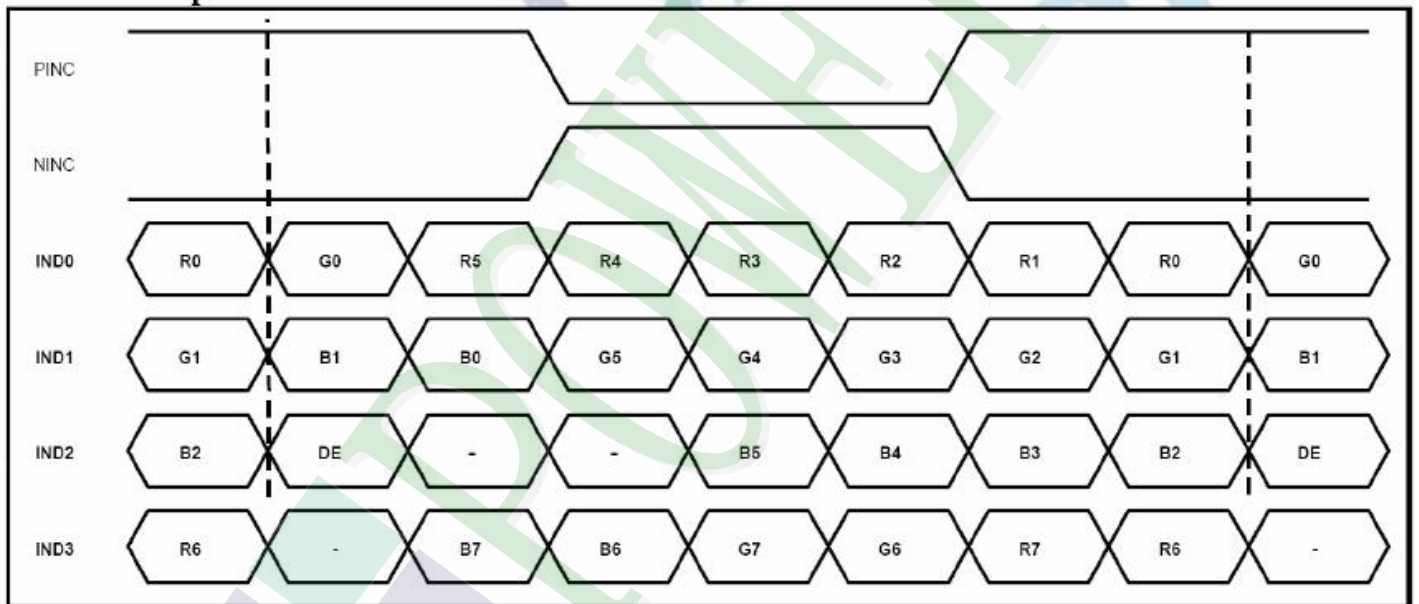 PINC
NINC
IND0 R0 G0 R5 R4 R3 R2 R1 R0 G0
IND1 G1 B1 B0 G5 G4 G3 G2 G1 B1
IND2 B2 DE - - B5 B4 B3 B2 DE
IND3 R6 - B7 B6 G7 G6 R7 R6 -